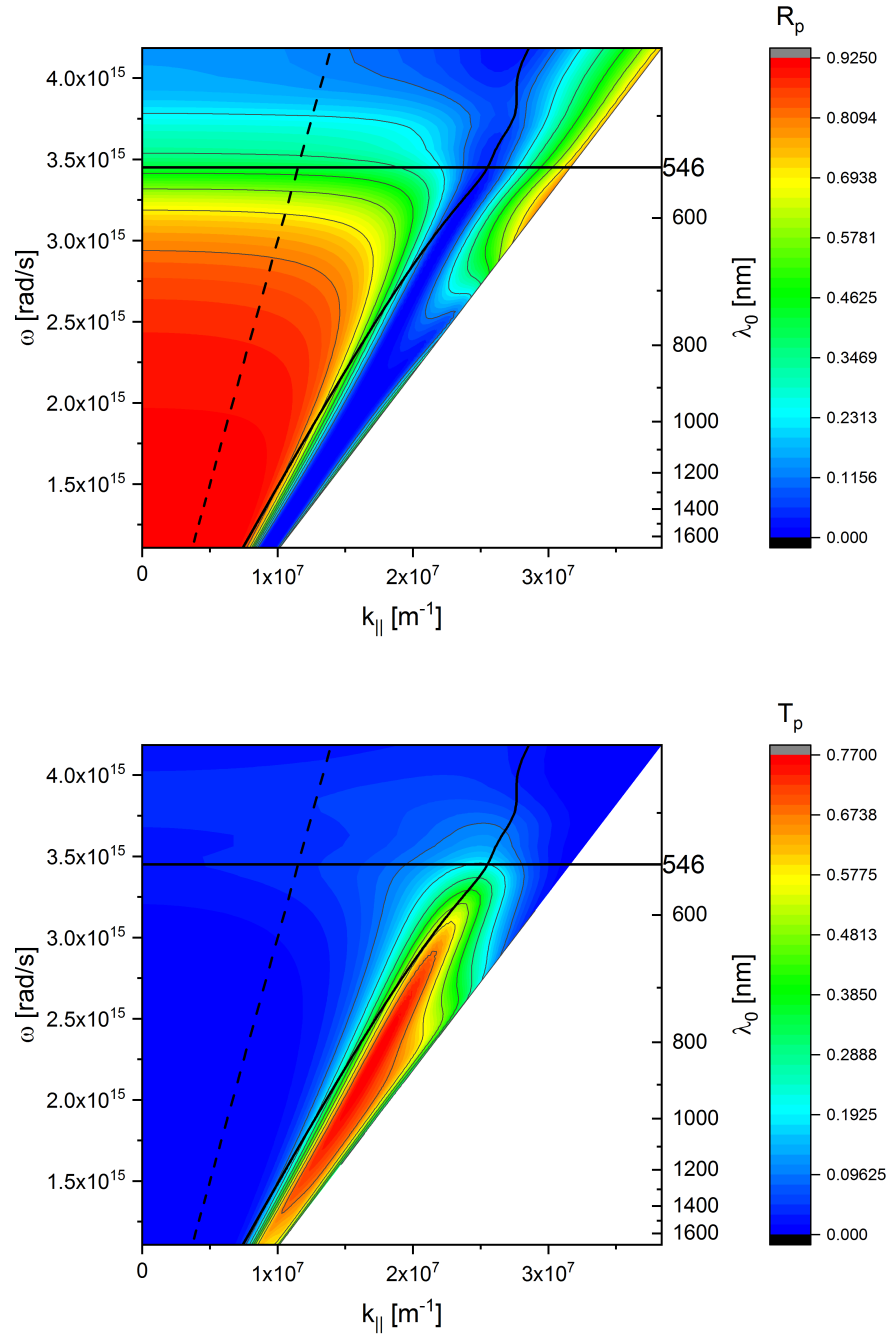 R_p
ω [rad/s]
4.0x10^15
3.5x10^15
3.0x10^15
2.5x10^15
2.0x10^15
1.5x10^15
0
1x10^7
2x10^7
3x10^7
k_|| [m^-1]
546
600
800
1000
1200
1400
1600
λ_0 [nm]
0.9250
0.8094
0.6938
0.5781
0.4625
0.3469
0.2313
0.1156
0.000
T_p
ω [rad/s]
4.0x10^15
3.5x10^15
3.0x10^15
2.5x10^15
2.0x10^15
1.5x10^15
0
1x10^7
2x10^7
3x10^7
k_|| [m^-1]
546
600
800
1000
1200
1400
1600
λ_0 [nm]
0.7700
0.6738
0.5775
0.4813
0.3850
0.2888
0.1925
0.09625
0.000